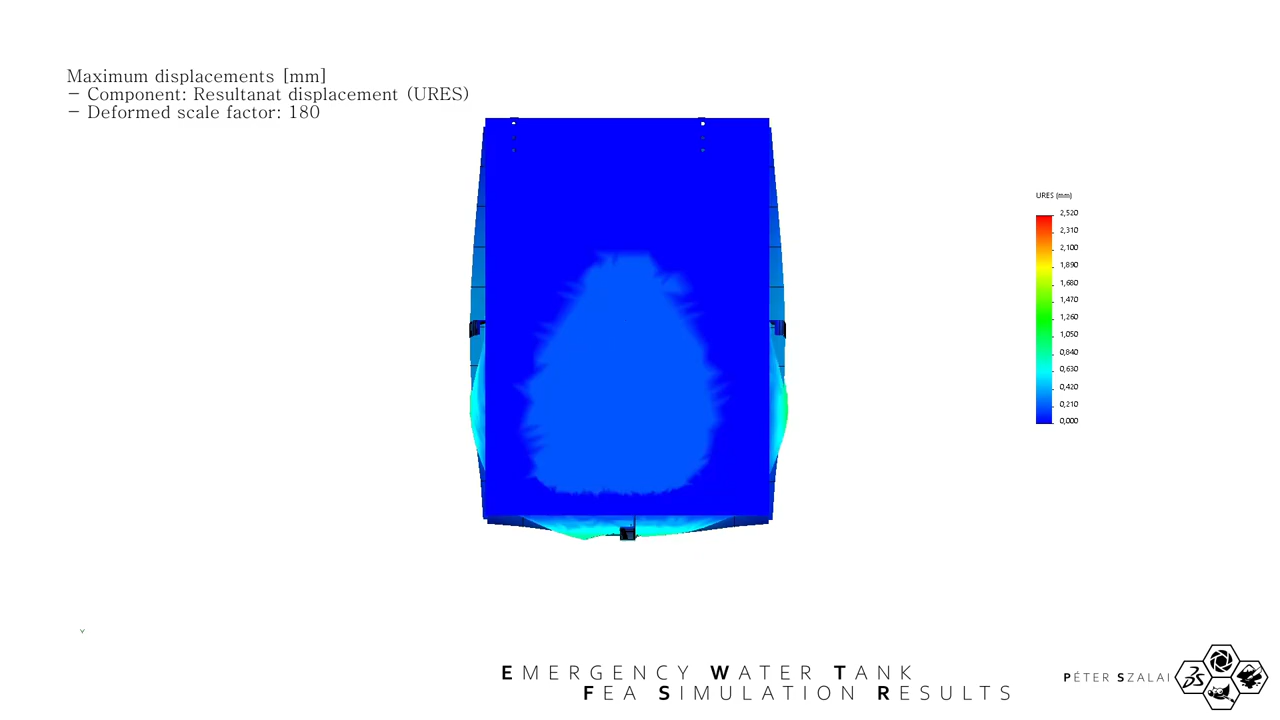 Maximum displacements [mm]
− Component: Resultanat displacement (URES)
− Deformed scale factor: 180
URES (mm)
2,520
2,310
2,100
1,890
1,680
1,470
1,260
1,050
0,840
0,630
0,420
0,210
0,000
EMERGENCY WATER TANK
FEA SIMULATION RESULTS
PÉTER SZALAI